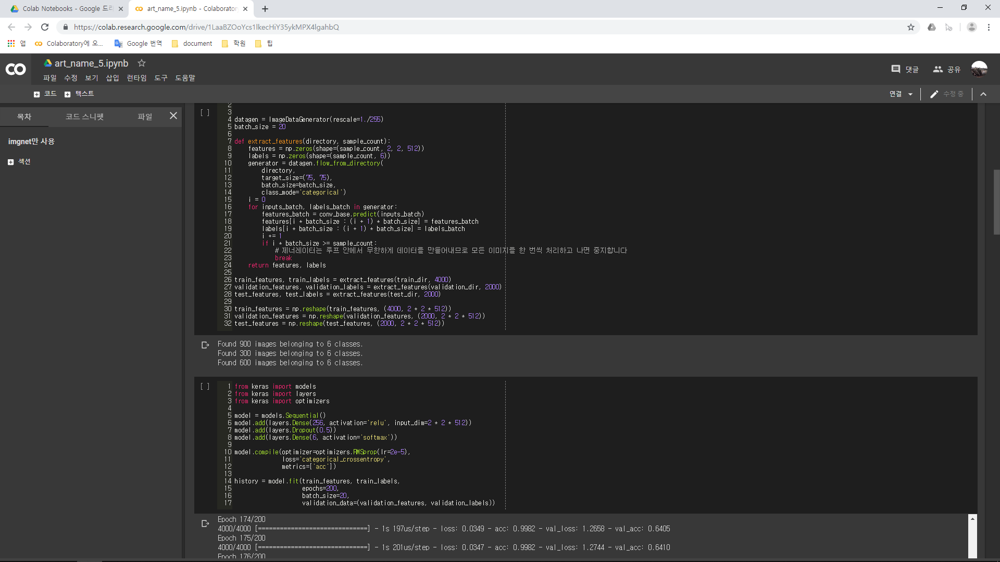 Colab Notebooks - Google 드라
art_name_5.ipynb - Colaborator
https://colab.research.google.com/drive/1LaaBZOoYcs1lkecHiY35ykMPX4lgahbQ
앱
Colaboratory에 오...
Google 번역
document
학원
팁
art_name_5.ipynb
파일 수정 보기 삽입 런타임 도구 도움말
댓글
공유
코드
텍스트
연결
수정 중
목차
코드 스니펫
파일
imgnet만 사용
섹션
[ ]
2
3
4 datagen = ImageDataGenerator(rescale=1./255)
5 batch_size = 20
6
7 def extract_features(directory, sample_count):
8     features = np.zeros(shape=(sample_count, 2, 2, 512))
9     labels = np.zeros(shape=(sample_count, 6))
10     generator = datagen.flow_from_directory(
11         directory,
12         target_size=(75, 75),
13         batch_size=batch_size,
14         class_mode='categorical')
15     i = 0
16     for inputs_batch, labels_batch in generator:
17         features_batch = conv_base.predict(inputs_batch)
18         features[i * batch_size : (i + 1) * batch_size] = features_batch
19         labels[i * batch_size : (i + 1) * batch_size] = labels_batch
20         i += 1
21         if i * batch_size >= sample_count:
22             # 제너레이터는 루프 안에서 무한하게 데이터를 만들어내므로 모든 이미지를 한 번씩 처리하고 나면 중지합니다
23             break
24     return features, labels
25
26 train_features, train_labels = extract_features(train_dir, 4000)
27 validation_features, validation_labels = extract_features(validation_dir, 2000)
28 test_features, test_labels = extract_features(test_dir, 2000)
29
30 train_features = np.reshape(train_features, (4000, 2 * 2 * 512))
31 validation_features = np.reshape(validation_features, (2000, 2 * 2 * 512))
32 test_features = np.reshape(test_features, (2000, 2 * 2 * 512))
Found 900 images belonging to 6 classes.
Found 300 images belonging to 6 classes.
Found 600 images belonging to 6 classes.
[ ]
1 from keras import models
2 from keras import layers
3 from keras import optimizers
4
5 model = models.Sequential()
6 model.add(layers.Dense(256, activation='relu', input_dim=2 * 2 * 512))
7 model.add(layers.Dropout(0.5))
8 model.add(layers.Dense(6, activation='softmax'))
9
10 model.compile(optimizer=optimizers.RMSprop(lr=2e-5),
11               loss='categorical_crossentropy',
12               metrics=['acc'])
13
14 history = model.fit(train_features, train_labels,
15                     epochs=200,
16                     batch_size=20,
17                     validation_data=(validation_features, validation_labels))
Epoch 174/200
4000/4000 [==============================] - 1s 197us/step - loss: 0.0349 - acc: 0.9982 - val_loss: 1.2658 - val_acc: 0.6405
Epoch 175/200
4000/4000 [==============================] - 1s 201us/step - loss: 0.0347 - acc: 0.9982 - val_loss: 1.2744 - val_acc: 0.6410
Epoch 176/200